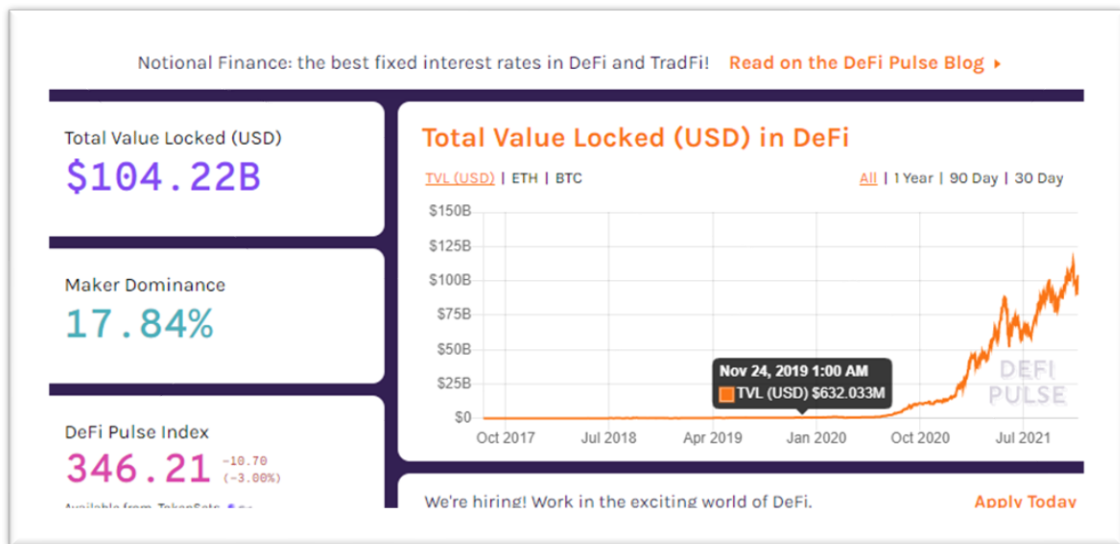 Notional Finance: the best fixed interest rates in DeFi and TradFi! Read on the DeFi Pulse Blog
Total Value Locked (USD)
$104.22B
Maker Dominance
17.84%
DeFi Pulse Index
346.21
-10.70
(-3.00%)
Available from TokenSets
Total Value Locked (USD) in DeFi
TVL (USD) | ETH | BTC
All | 1 Year | 90 Day | 30 Day
$150B
$125B
$100B
$75B
$50B
$25B
$0
Nov 24, 2019 1:00 AM
TVL (USD) $632.033M
DEFI
PULSE
Oct 2017 Jul 2018 Apr 2019 Jan 2020 Oct 2020 Jul 2021
We're hiring! Work in the exciting world of DeFi. Apply Today